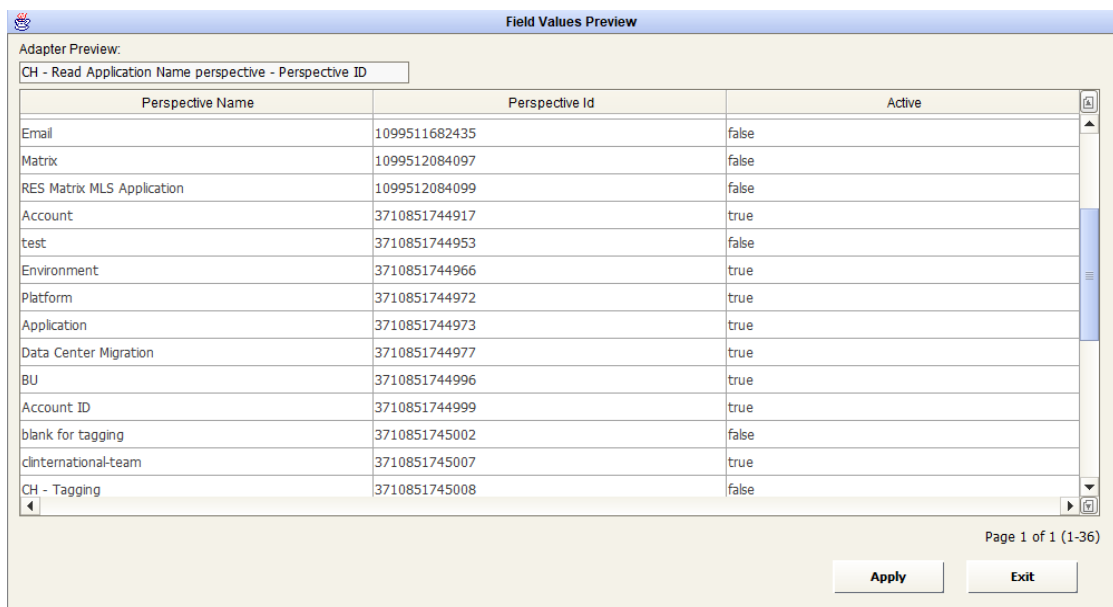 Field Values Preview
Adapter Preview:
CH - Read Application Name perspective - Perspective ID
Perspective Name Perspective Id Active
Email 1099511682435 false
Matrix 1099512084097 false
RES Matrix MLS Application 1099512084099 false
Account 3710851744917 true
test 3710851744953 false
Environment 3710851744966 true
Platform 3710851744972 true
Application 3710851744973 true
Data Center Migration 3710851744977 true
BU 3710851744996 true
Account ID 3710851744999 true
blank for tagging 3710851745002 false
clinternational-team 3710851745007 true
CH - Tagging 3710851745008 false
Page 1 of 1 (1-36)
Apply Exit